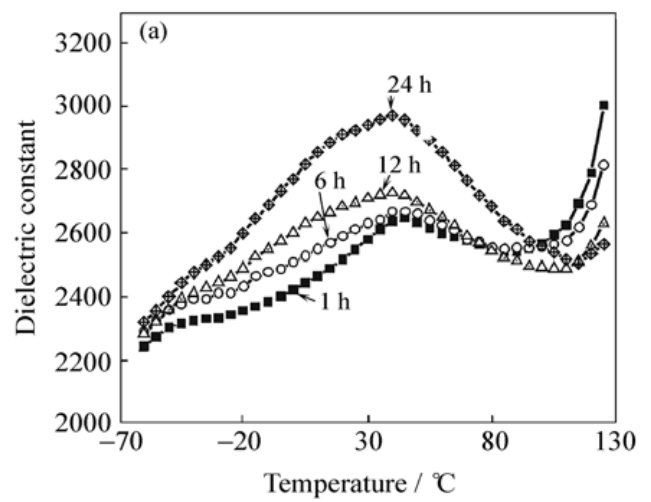 (a)
3200
3000
2800
2600
2400
2200
2000
Dielectric constant
24 h
12 h
6 h
1 h
−70
−20
30
80
130
Temperature / ℃